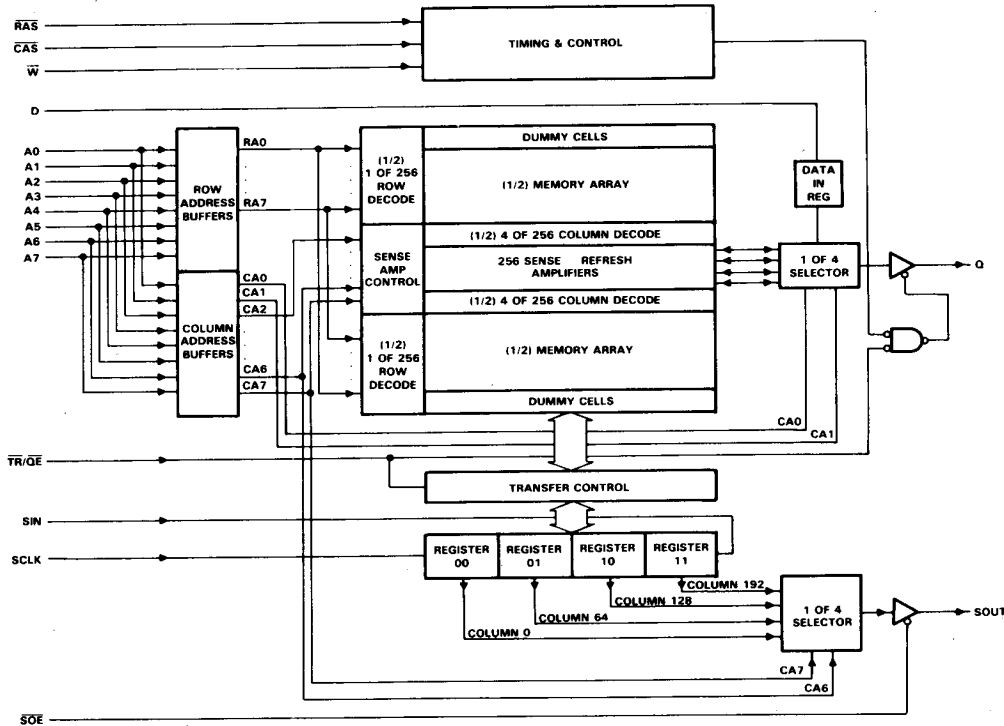 RAS
CAS
W
TIMING & CONTROL
D
A0
A1
A2
A3
A4
A5
A6
A7
ROW
ADDRESS
BUFFERS
RA0
RA7
(1/2)
1 OF 256
ROW
DECODE
DUMMY CELLS
(1/2) MEMORY ARRAY
DATA
IN
REG
SENSE
AMP
CONTROL
(1/2) 4 OF 256 COLUMN DECODE
256 SENSE REFRESH
AMPLIFIERS
(1/2) 4 OF 256 COLUMN DECODE
1 OF 4
SELECTOR
Q
COLUMN
ADDRESS
BUFFERS
CA0
CA1
CA2
CA6
CA7
(1/2)
1 OF 256
ROW
DECODE
(1/2) MEMORY ARRAY
DUMMY CELLS
CA0
CA1
TR/QE
TRANSFER CONTROL
SIN
SCLK
REGISTER
00
REGISTER
01
REGISTER
10
REGISTER
11
COLUMN 192
COLUMN 128
COLUMN 64
COLUMN 0
1 OF 4
SELECTOR
SOUT
CA7
CA6
SOE